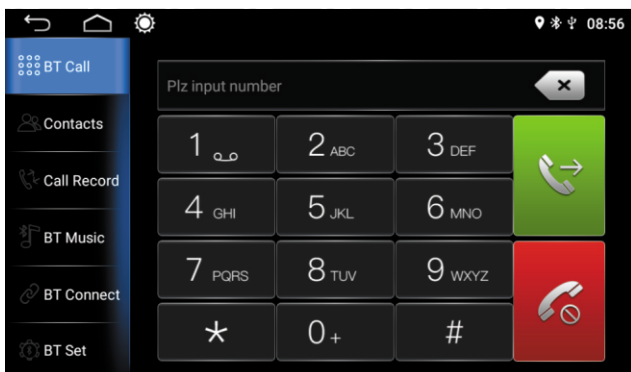 08:56
BT Call
Contacts
Call Record
BT Music
BT Connect
BT Set
Plz input number
1
2 ABC
3 DEF
4 GHI
5 JKL
6 MNO
7 PQRS
8 TUV
9 WXYZ
*
0 +
#